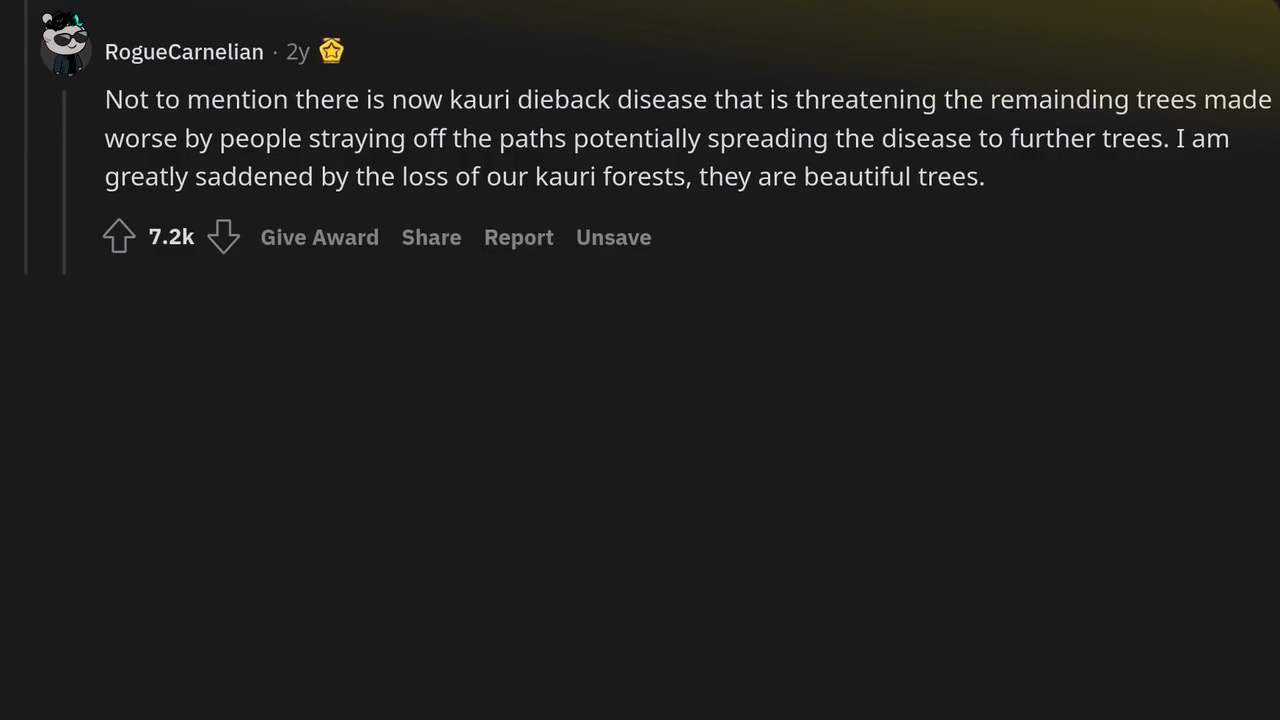 RogueCarnelian · 2y
Not to mention there is now kauri dieback disease that is threatening the remainding trees made
worse by people straying off the paths potentially spreading the disease to further trees. I am
greatly saddened by the loss of our kauri forests, they are beautiful trees.
7.2k Give Award Share Report Unsave